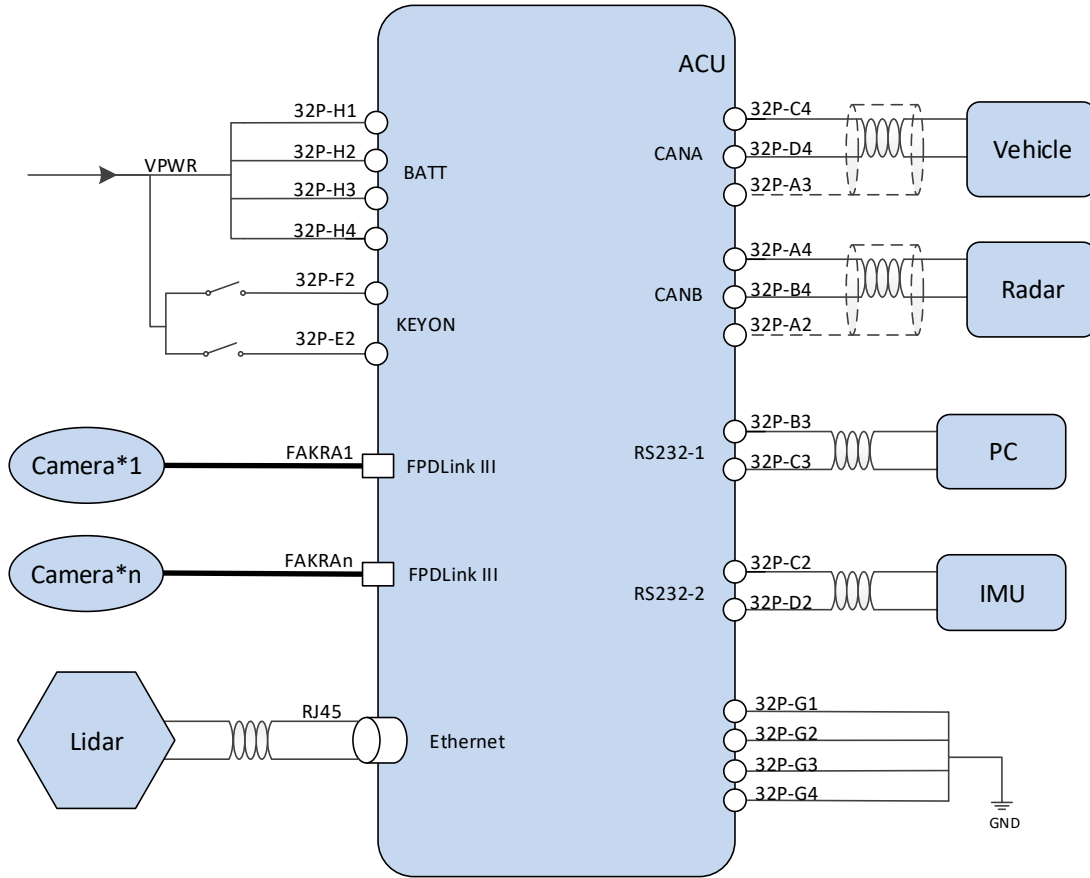 ACU
32P-H1
32P-H2
VPWR
BATT
32P-H3
32P-H4
32P-F2
KEYON
32P-E2
Camera*1
FAKRA1
FPDLink III
Camera*n
FAKRAn
FPDLink III
Lidar
RJ45
Ethernet
32P-C4
CANA
32P-D4
32P-A3
Vehicle
32P-A4
CANB
32P-B4
32P-A2
Radar
32P-B3
RS232-1
32P-C3
PC
32P-C2
RS232-2
32P-D2
IMU
32P-G1
32P-G2
32P-G3
32P-G4
GND